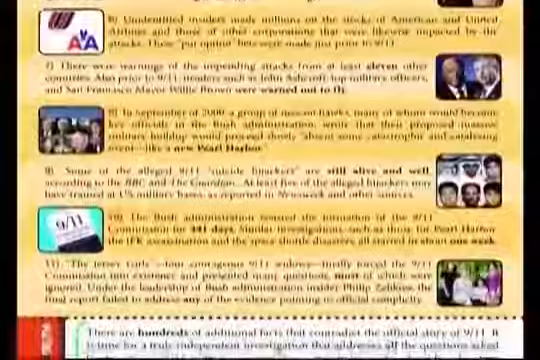 6) Unidentified insiders made millions on the stocks of American and United
Airlines and those of other corporations that were likewise impacted by the
attacks. These "put option" bets were made just prior to 9/11.
7) There were warnings of the impending attacks from at least eleven other
countries. Also prior to 9/11, insiders such as John Ashcroft, top military officers,
and San Francisco Mayor Willie Brown were warned not to fly.
8) In September of 2000 a group of neocon hawks, many of whom would become
key officials in the Bush administration, wrote that their proposed massive
military buildup would proceed slowly "absent some catastrophic and catalyzing
event—like a new Pearl Harbor."
9) Some of the alleged 9/11 "suicide hijackers" are still alive and well,
according to the BBC and The Guardian. At least five of the alleged hijackers may
have trained at US military bases, as reported in Newsweek and other sources.
10) The Bush administration resisted the formation of the 9/11
Commission for 441 days. Similar investigations, such as those for Pearl Harbor
the JFK assassination and the space shuttle disasters, all started in about one week.
11) "The Jersey Girls"—four courageous 9/11 widows—finally forced the 9/11
Commission into existence and presented many questions, most of which were
ignored. Under the leadership of Bush administration insider Philip Zelikow, the
final report failed to address any of the evidence pointing to official complicity.
There are hundreds of additional facts that contradict the official story of 9/11. It
is time for a truly independent investigation that addresses all the questions asked
AA
9/11